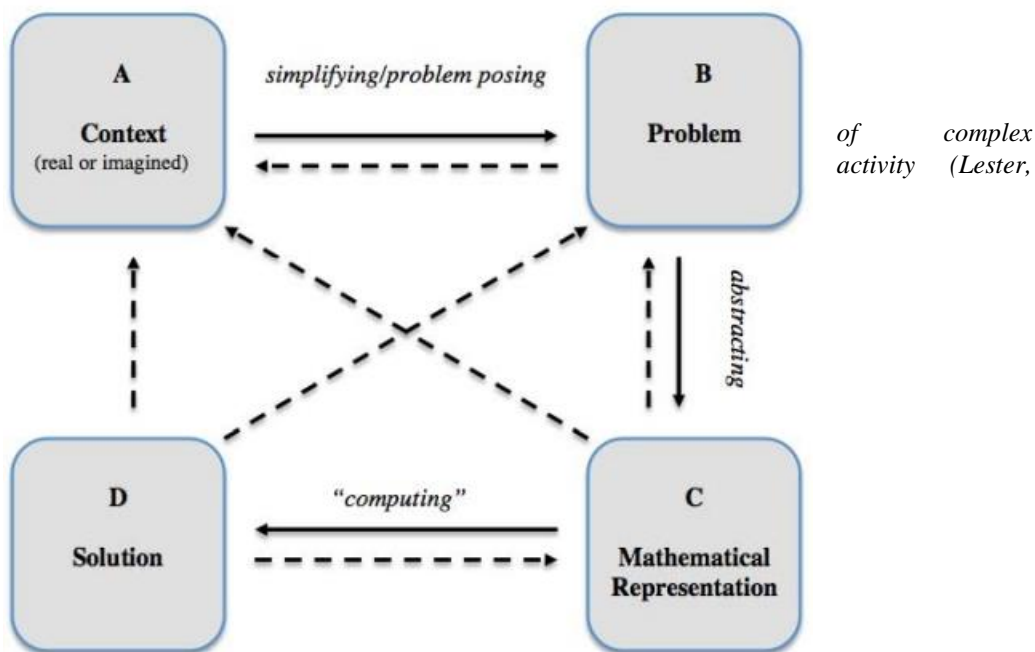 A
Context
(real or imagined)
simplifying/problem posing
B
Problem
of complex
activity (Lester,
abstracting
D
Solution
“computing”
C
Mathematical
Representation